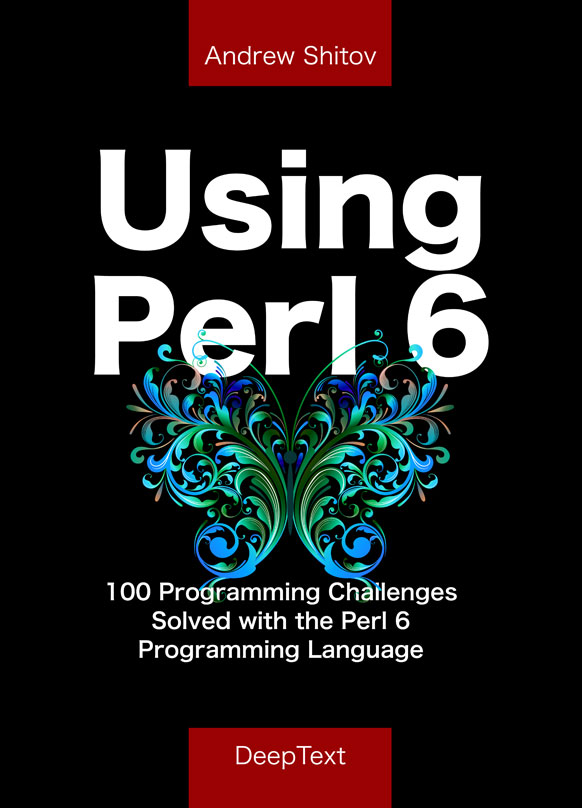 Andrew Shitov
Using
Perl 6
100 Programming Challenges
Solved with the Perl 6
Programming Language
DeepText